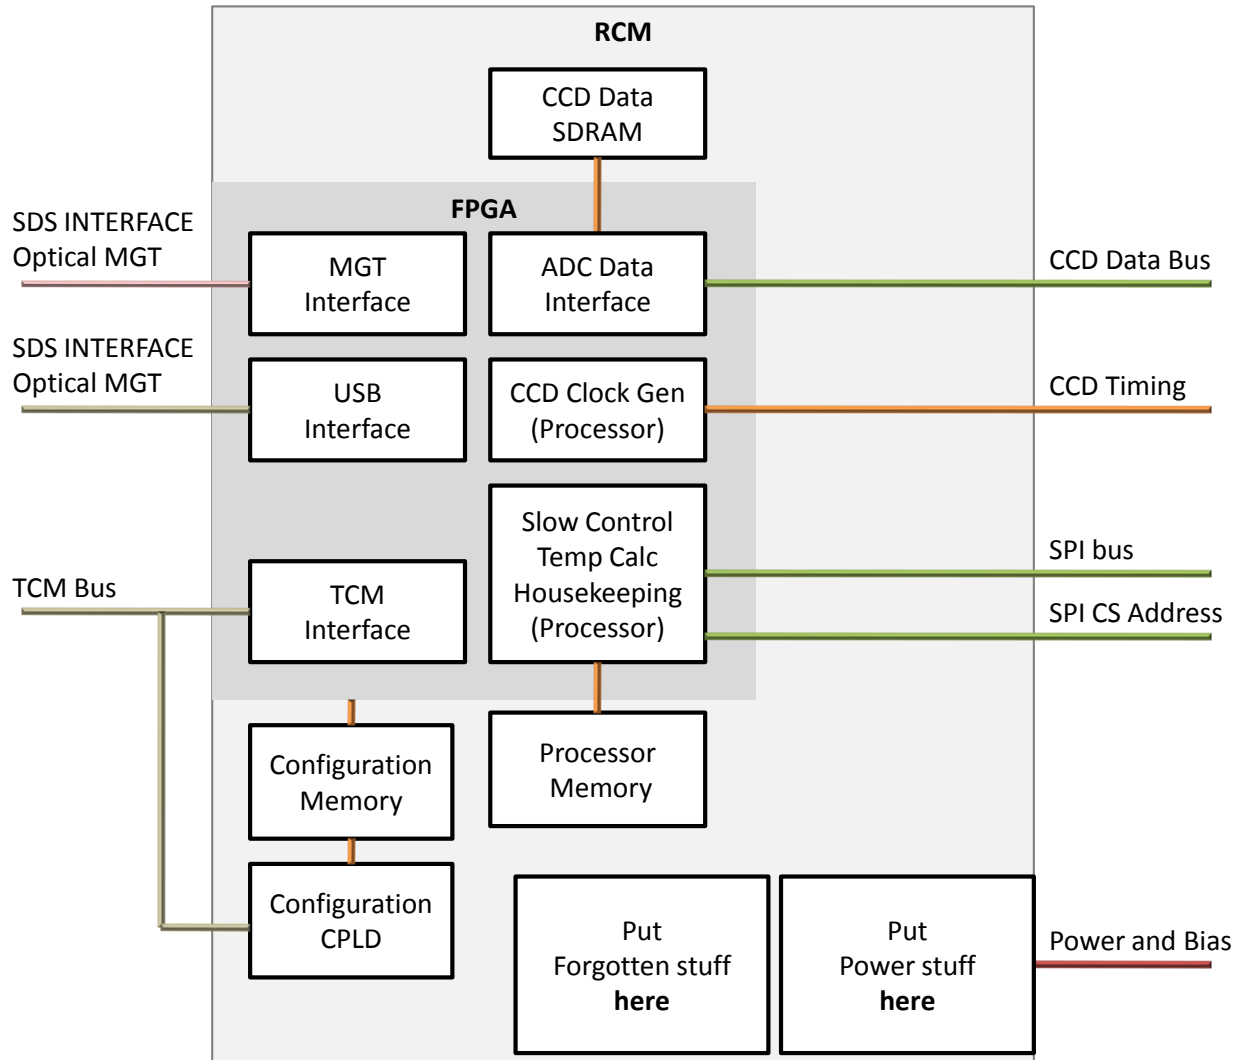 RCM
CCD Data
SDRAM
FPGA
SDS INTERFACE
Optical MGT
MGT
Interface
ADC Data
Interface
CCD Data Bus
SDS INTERFACE
Optical MGT
USB
Interface
CCD Clock Gen
(Processor)
CCD Timing
TCM Bus
TCM
Interface
Slow Control
Temp Calc
Housekeeping
(Processor)
SPI bus
SPI CS Address
Configuration
Memory
Processor
Memory
Configuration
CPLD
Put
Forgotten stuff
here
Put
Power stuff
here
Power and Bias